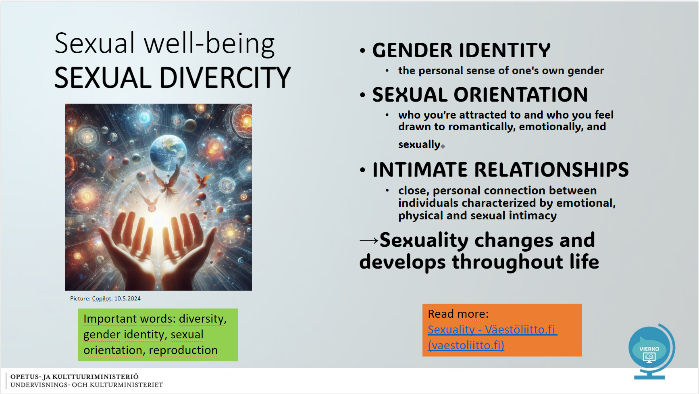 Sexual well-being
SEXUAL DIVERCITY
Picture: Copilot, 10.5.2024
Important words: diversity,
gender identity, sexual
orientation, reproduction
• GENDER IDENTITY
• the personal sense of one's own gender
• SEXUAL ORIENTATION
• who you're attracted to and who you feel
drawn to romantically, emotionally, and
sexually.
• INTIMATE RELATIONSHIPS
• close, personal connection between
individuals characterized by emotional,
physical and sexual intimacy
→Sexuality changes and
develops throughout life
Read more:
Sexuality - Väestöliitto.fi
(vaestoliitto.fi)
VIERKO
OPETUS- JA KULTTUURIMINISTERIÖ
UNDERVISNINGS- OCH KULTURMINISTERIET